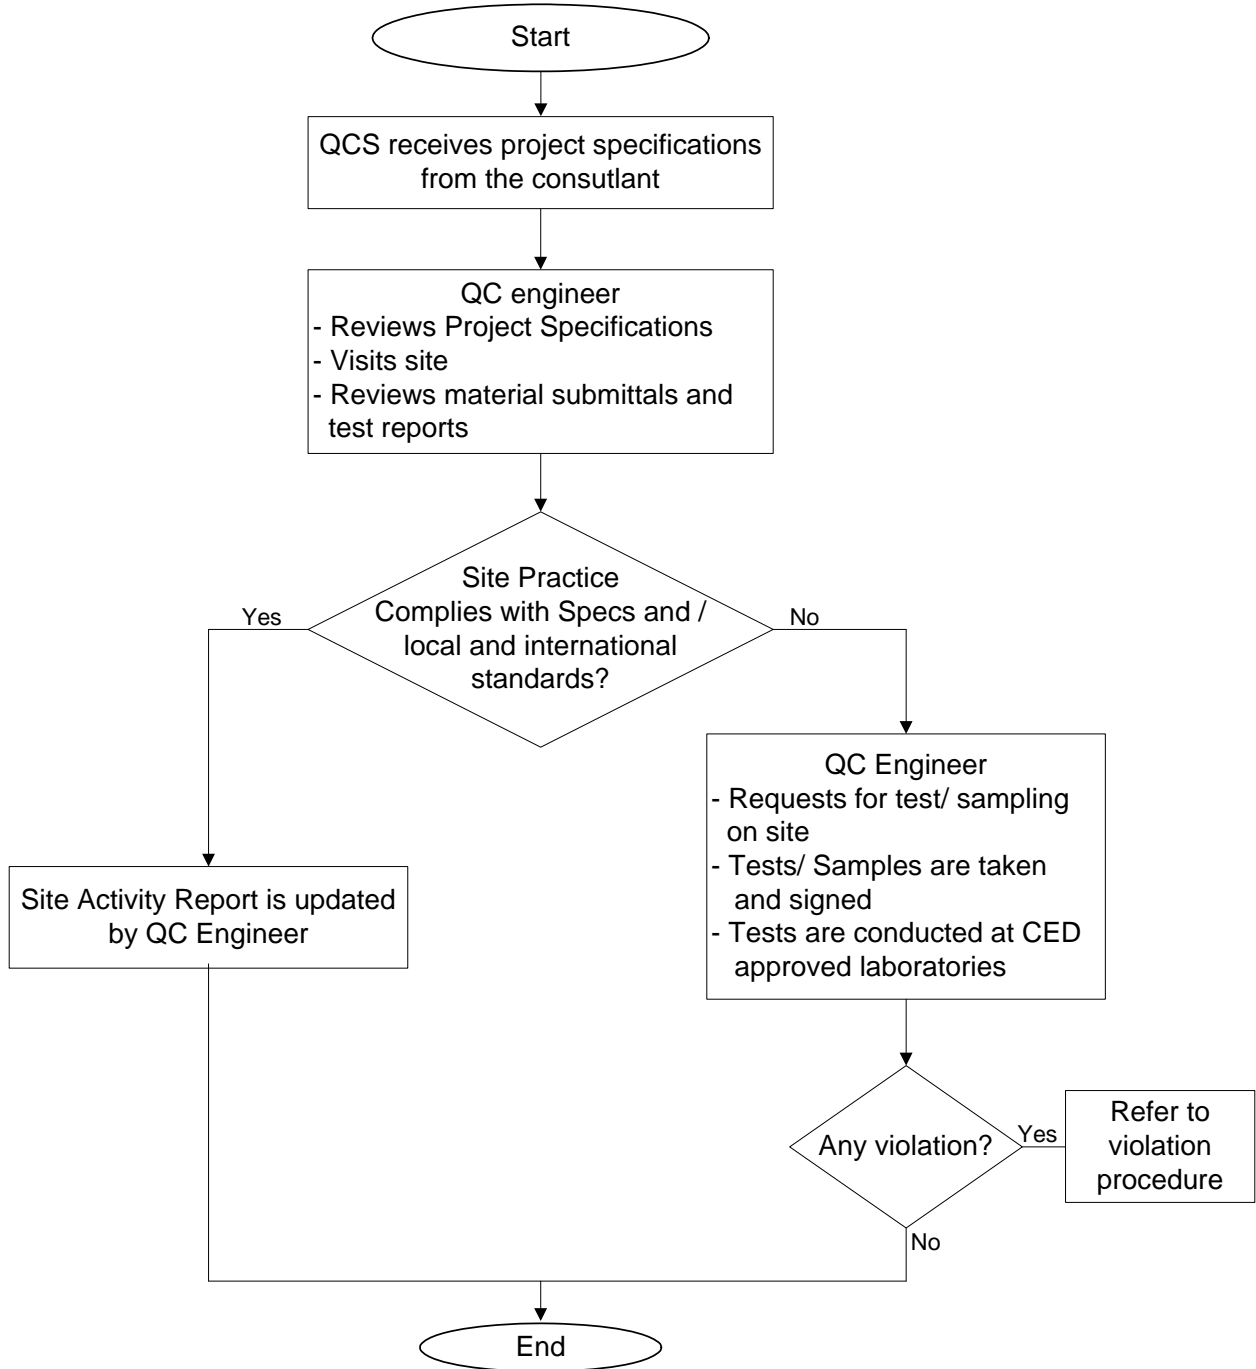 Start
QCS receives project specifications
from the consutlant
QC engineer
- Reviews Project Specifications
- Visits site
- Reviews material submittals and
test reports
Site Practice
Complies with Specs and /
local and international
standards?
Yes
No
QC Engineer
- Requests for test/ sampling
on site
- Tests/ Samples are taken
and signed
- Tests are conducted at CED
approved laboratories
Site Activity Report is updated
by QC Engineer
Any violation?
Yes
Refer to
violation
procedure
No
End